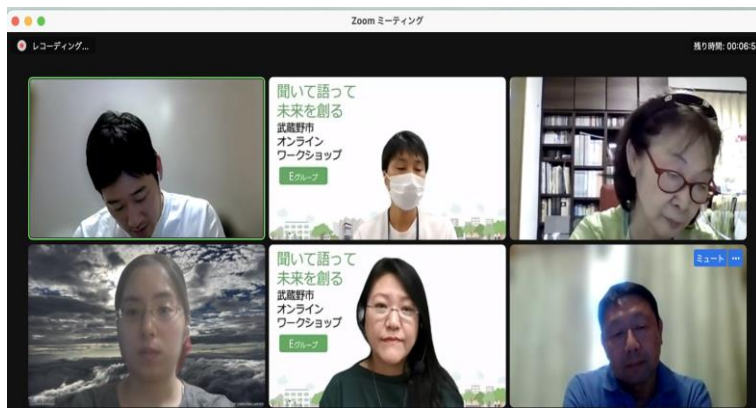 Zoom ミーティング
レコーディング...
残り時間: 00:06:5
聞いて語って
未来を創る
武蔵野市
オンライン
ワークショップ
Eグループ
ミュート ...
聞いて語って
未来を創る
武蔵野市
オンライン
ワークショップ
Eグループ